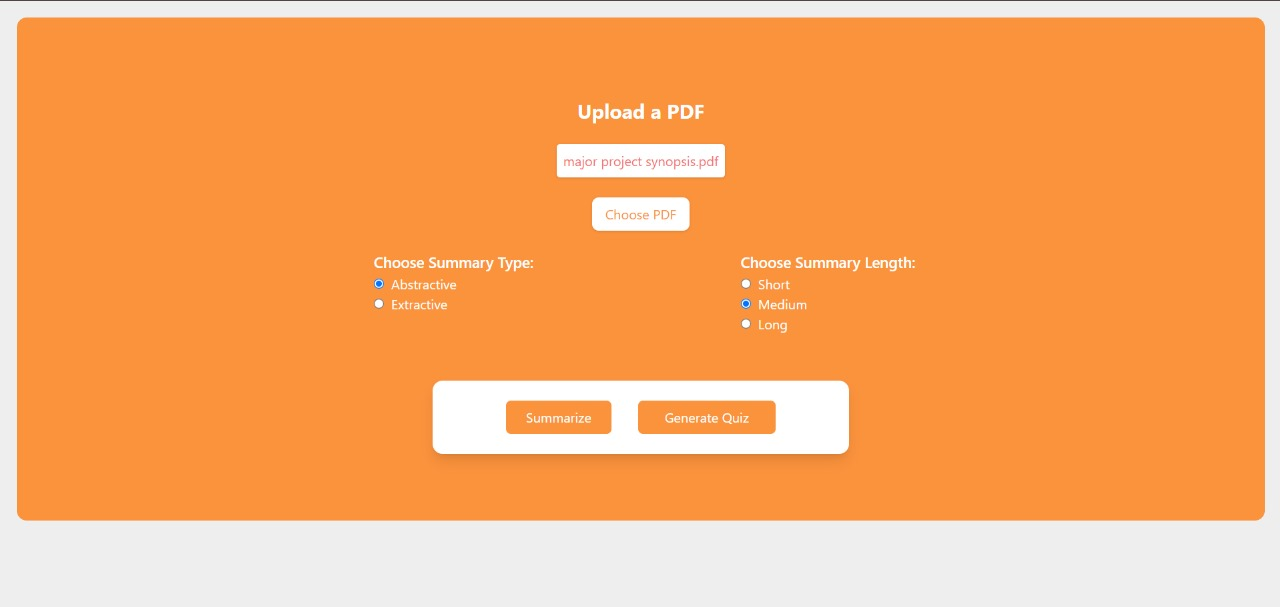 Upload a PDF
major project synopsis.pdf
Choose PDF
Choose Summary Type:
Abstractive
Extractive
Choose Summary Length:
Short
Medium
Long
Summarize
Generate Quiz